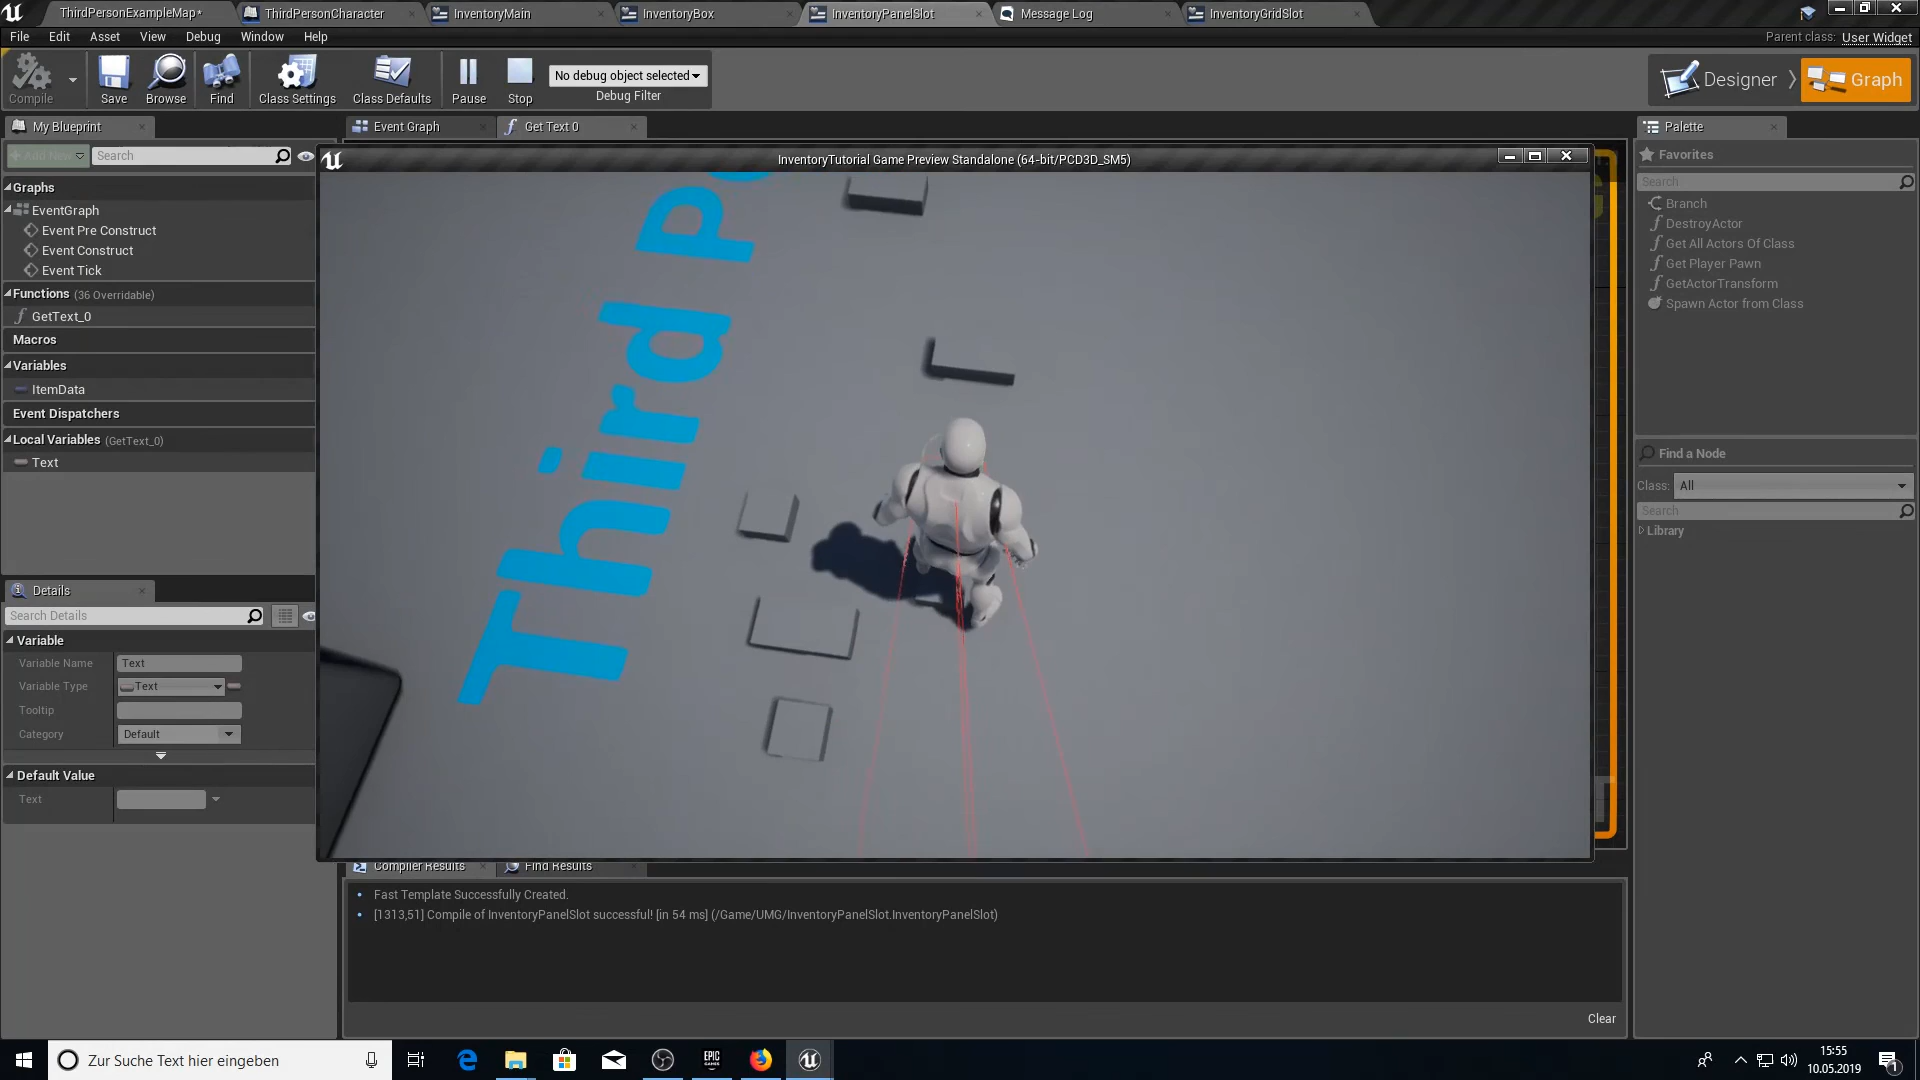 ThirdPersonExampleMap*
ThirdPersonCharacter
InventoryMain
InventoryBox
InventoryPanelSlot
Message Log
InventoryGridSlot
File Edit Asset View Debug Window Help
Parent class: User Widget
Compile
Save
Browse
Find
Class Settings
Class Defaults
Pause
Stop
No debug object selected
Debug Filter
Designer
Graph
My Blueprint
Event Graph
Get Text 0
Palette
Add New
Search
InventoryTutorial Game Preview Standalone (64-bit/PCD3D_SM5)
Favorites
Search
Graphs
EventGraph
Event Pre Construct
Event Construct
Event Tick
Functions (36 Overridable)
GetText_0
Macros
Variables
ItemData
Event Dispatchers
Local Variables (GetText_0)
Text
Branch
DestroyActor
Get All Actors Of Class
Get Player Pawn
GetActorTransform
Spawn Actor from Class
Third
Find a Node
Class: All
Search
Library
Details
Search Details
Variable
Variable Name Text
Variable Type Text
Tooltip
Category Default
Default Value
Text
Compiler Results
Find Results
Fast Template Successfully Created.
[1313,51] Compile of InventoryPanelSlot successful! [in 54 ms] (/Game/UMG/InventoryPanelSlot.InventoryPanelSlot)
Clear
Zur Suche Text hier eingeben
EPIC GAMES
15:55
10.05.2019
1